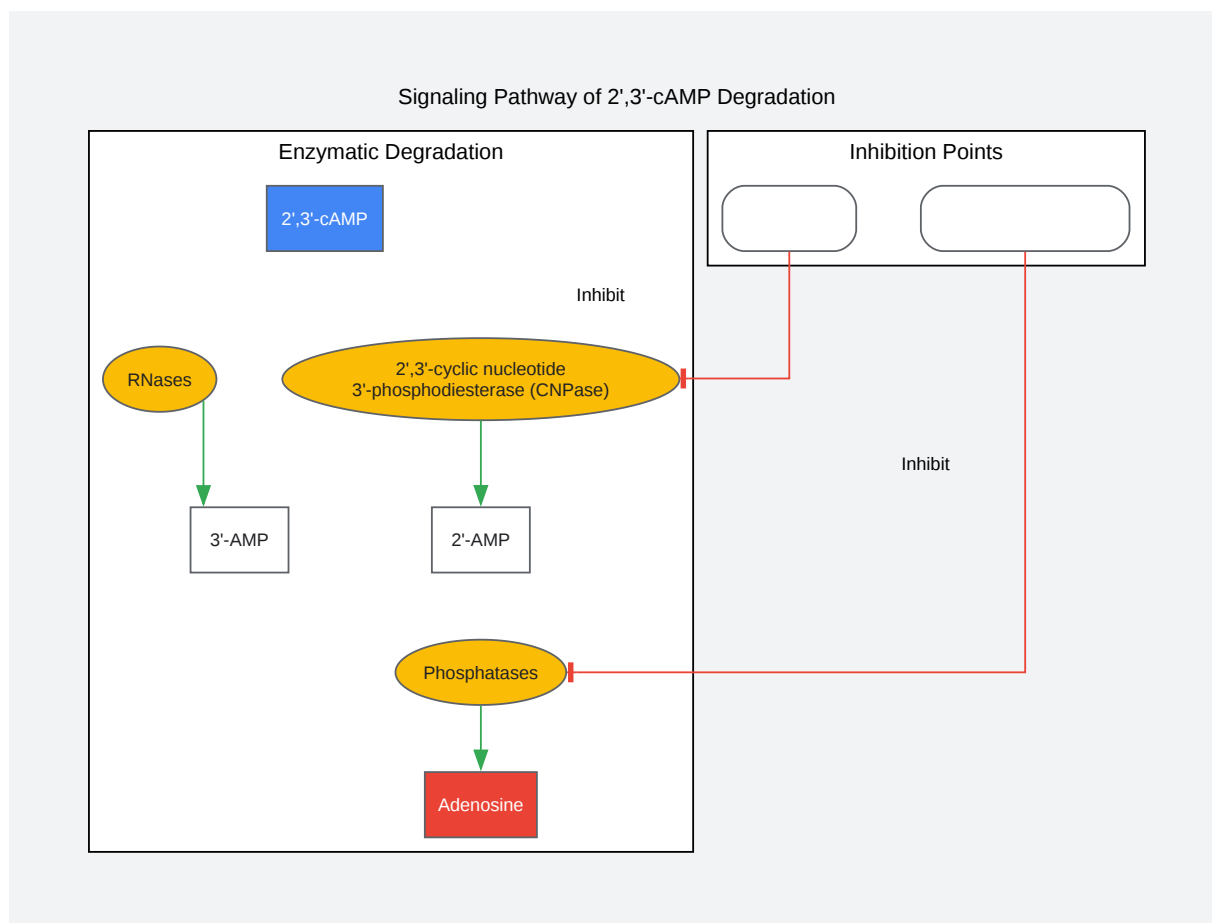 Signaling Pathway of 2',3'-cAMP Degradation
Enzymatic Degradation
Inhibition Points
2',3'-cAMP
Inhibit
RNases
2',3'-cyclic nucleotide
3'-phosphodiesterase (CNPase)
Inhibit
3'-AMP
2'-AMP
Phosphatases
Adenosine